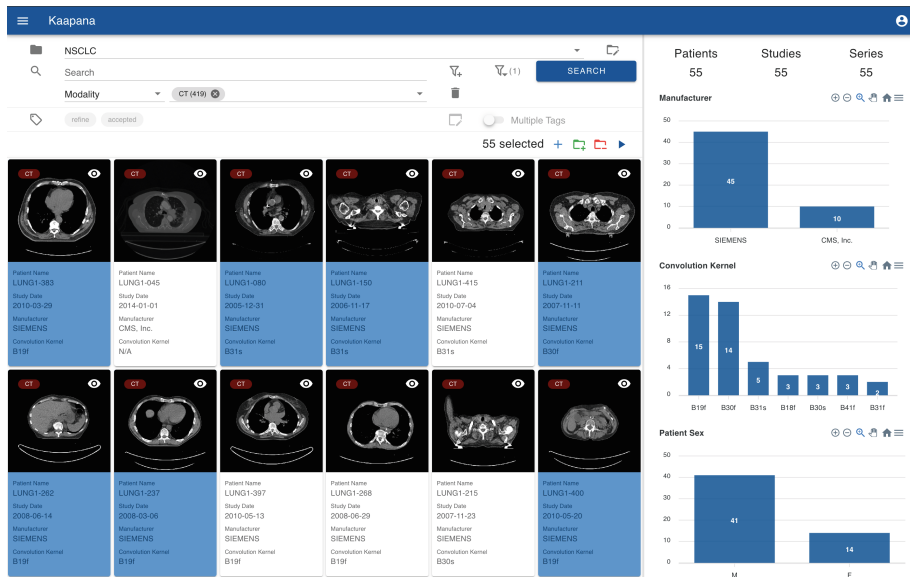 Kaapana
NSCLC
Search
(1)
SEARCH
Modality
CT (419)
refine
accepted
Multiple Tags
55 selected
CT
CT
CT
CT
CT
CT
Patient Name
LUNG1-383
Study Date
2010-03-29
Manufacturer
SIEMENS
Convolution Kernel
B19f
Patient Name
LUNG1-045
Study Date
2014-01-01
Manufacturer
CMS, Inc.
Convolution Kernel
N/A
Patient Name
LUNG1-080
Study Date
2005-12-31
Manufacturer
SIEMENS
Convolution Kernel
B31s
Patient Name
LUNG1-150
Study Date
2006-11-17
Manufacturer
SIEMENS
Convolution Kernel
B31s
Patient Name
LUNG1-415
Study Date
2010-07-04
Manufacturer
SIEMENS
Convolution Kernel
B31s
Patient Name
LUNG1-211
Study Date
2007-11-11
Manufacturer
SIEMENS
Convolution Kernel
B30f
CT
CT
CT
CT
CT
CT
Patient Name
LUNG1-262
Study Date
2008-06-14
Manufacturer
SIEMENS
Convolution Kernel
B19f
Patient Name
LUNG1-237
Study Date
2008-03-06
Manufacturer
SIEMENS
Convolution Kernel
B19f
Patient Name
LUNG1-397
Study Date
2010-05-13
Manufacturer
SIEMENS
Convolution Kernel
B19f
Patient Name
LUNG1-268
Study Date
2008-06-29
Manufacturer
SIEMENS
Convolution Kernel
B19f
Patient Name
LUNG1-215
Study Date
2007-11-23
Manufacturer
SIEMENS
Convolution Kernel
B30s
Patient Name
LUNG1-400
Study Date
2010-05-20
Manufacturer
SIEMENS
Convolution Kernel
B19f
Patients Studies Series
55 55 55
Manufacturer
50
40
30
20
10
0
45
10
SIEMENS CMS, Inc.
Convolution Kernel
16
12
8
4
0
15
14
5
3
3
3
2
B19f B30f B31s B18f B30s B41f B31f
Patient Sex
50
40
30
20
10
0
41
14
M F